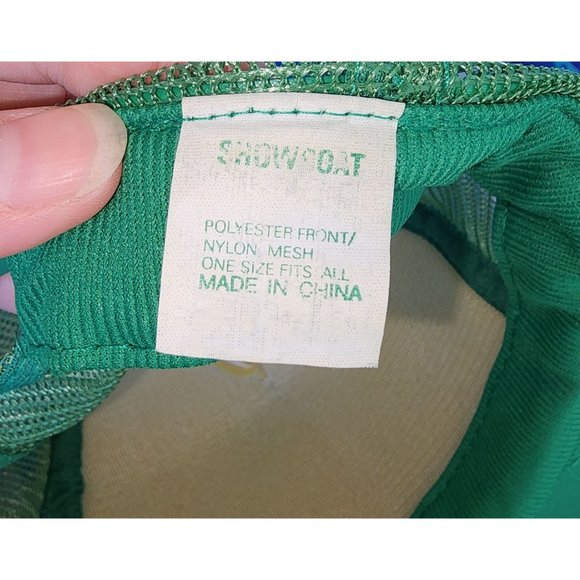 SHOWCOAT
POLYESTER FRONT/
NYLON MESH
ONE SIZE FITS ALL
MADE IN CHINA